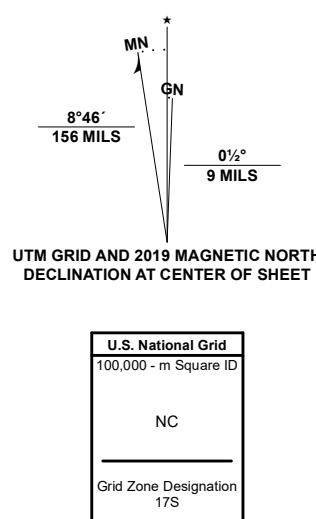 ★
MN
GN
8°46´
156 MILS
0½°
9 MILS
UTM GRID AND 2019 MAGNETIC NORTH
DECLINATION AT CENTER OF SHEET
U.S. National Grid
100,000 - m Square ID
NC
Grid Zone Designation
17S